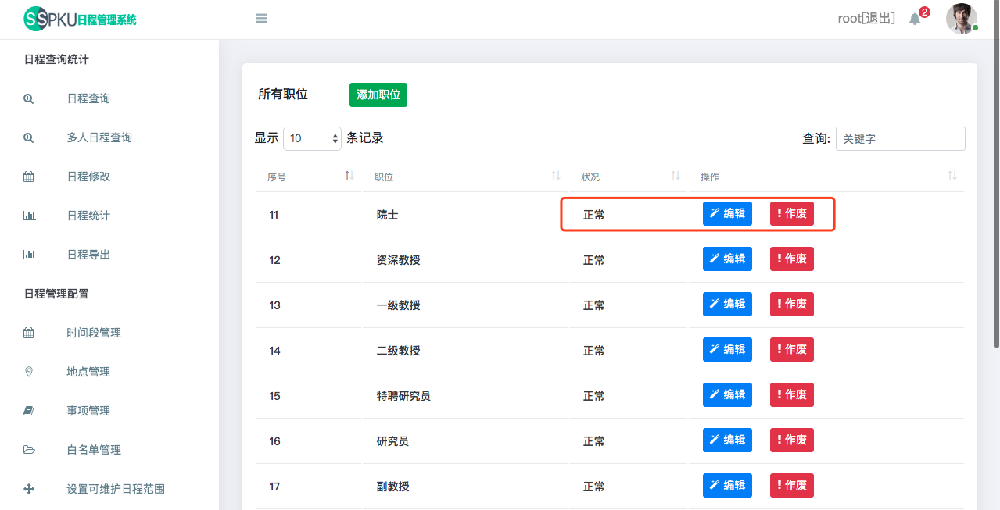 SSPKU日程管理系统
root[退出]
2
日程查询统计
日程查询
多人日程查询
日程修改
日程统计
日程导出
日程管理配置
时间段管理
地点管理
事项管理
白名单管理
设置可维护日程范围
所有职位 添加职位
显示 10 条记录 查询: 关键字
序号 职位 状况 操作
11 院士 正常 编辑 作废
12 资深教授 正常 编辑 作废
13 一级教授 正常 编辑 作废
14 二级教授 正常 编辑 作废
15 特聘研究员 正常 编辑 作废
16 研究员 正常 编辑 作废
17 副教授 正常 编辑 作废